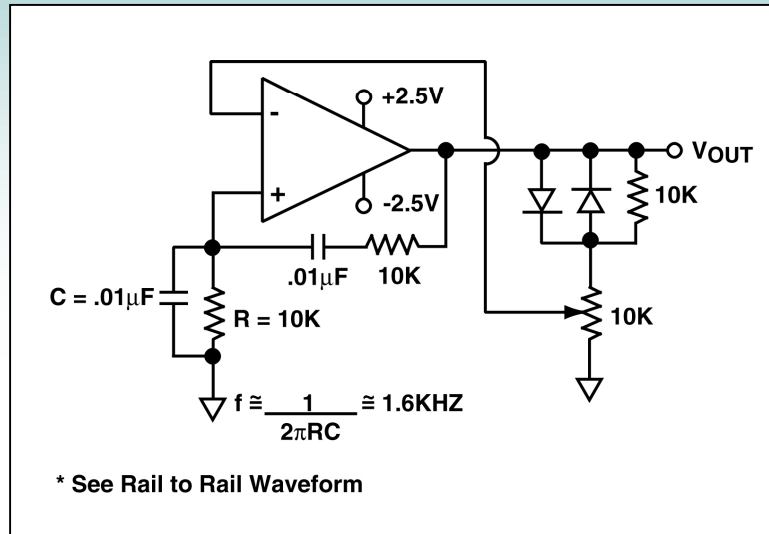 +2.5V
-
VOUT
+
-2.5V
10K
.01µF
10K
C = .01µF
R = 10K
10K
f ≅ 1 ≅ 1.6KHZ
2πRC
* See Rail to Rail Waveform